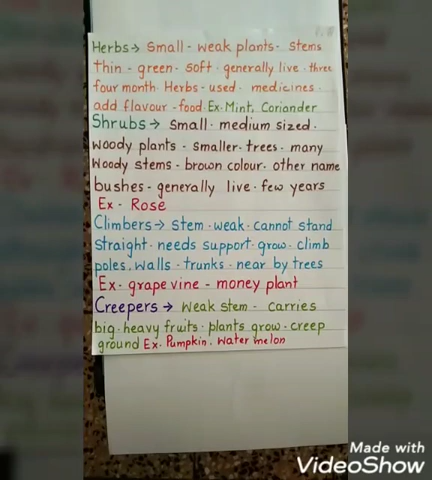 Herbs → Small - weak plants - stems
thin - green - soft - generally live - three
four month. Herbs - used - medicines -
add flavour - food Ex. Mint, Coriander
Shrubs → small - medium sized -
woody plants - smaller - trees - many
woody stems - brown colour - other name
bushes - generally live - few years
Ex - Rose
Climbers → stem - weak - cannot stand
straight - needs support - grow - climb
poles, walls - trunks - near by trees
Ex - grape vine - money plant
Creepers → weak stem - carries
big - heavy fruits - plants grow - creep
ground Ex. Pumpkin, water melon
Made with
VideoShow